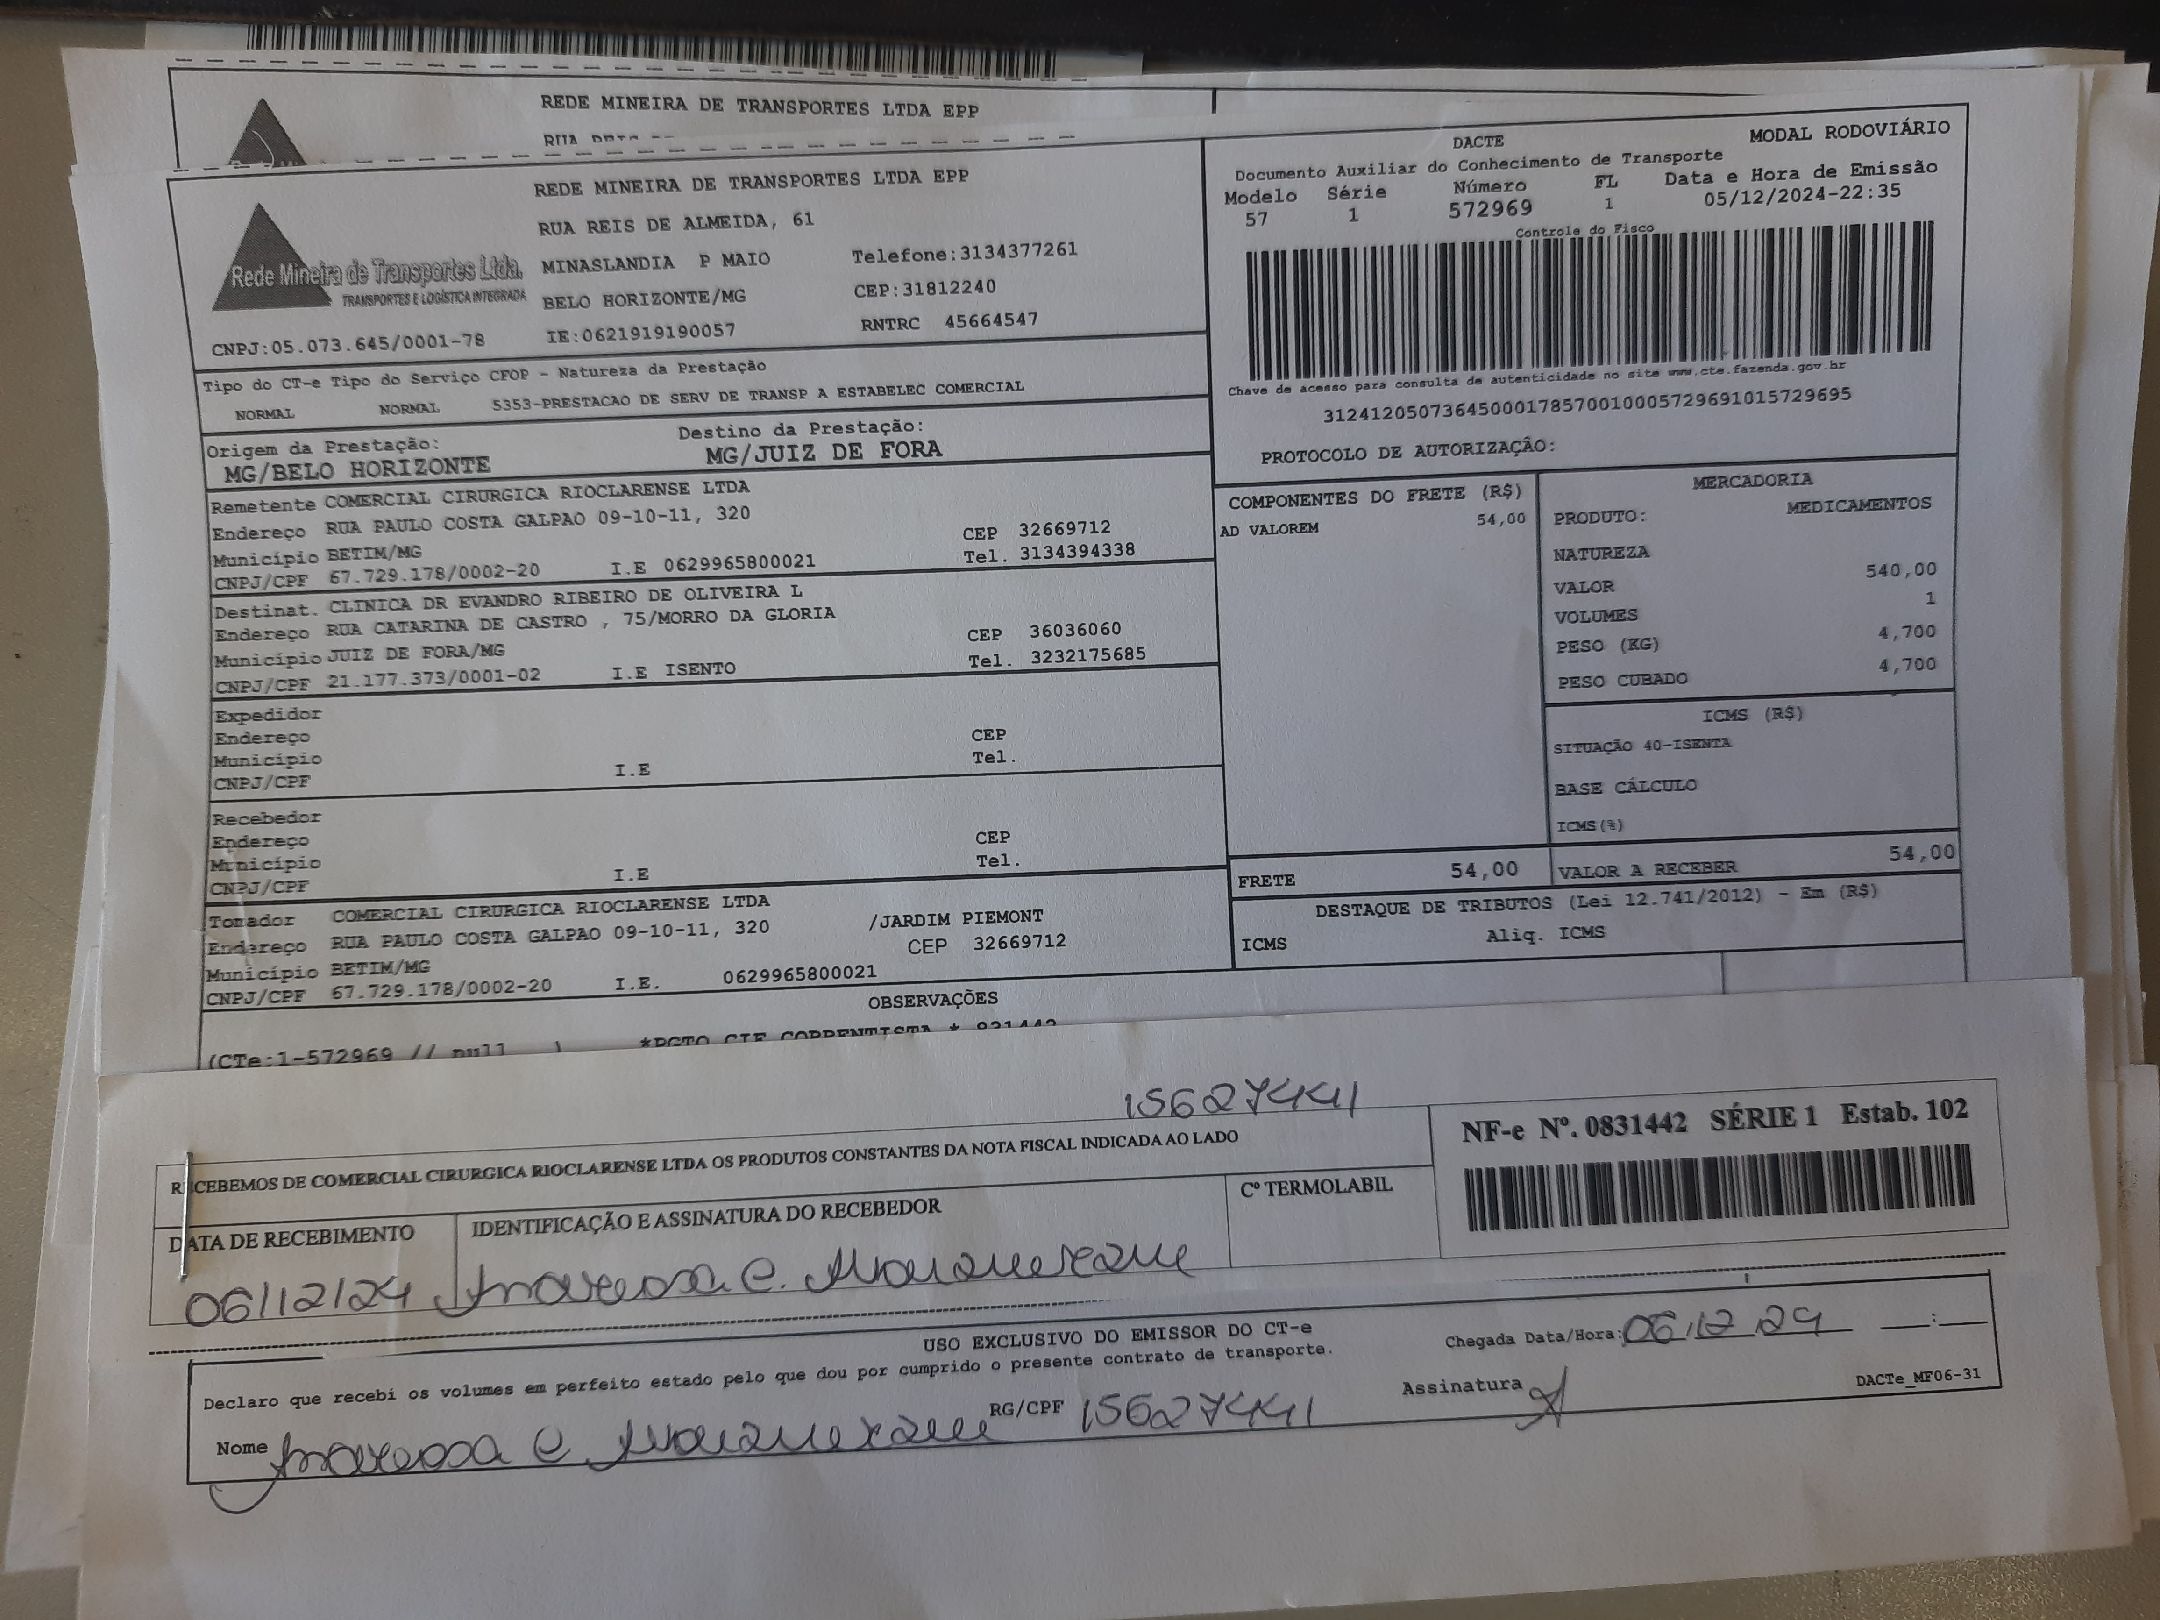 REDE MINEIRA DE TRANSPORTES LTDA EPP
RUA
REDE MINEIRA DE TRANSPORTES LTDA EPP
RUA REIS DE ALMEIDA, 61
MINASLANDIA P MAIO Telefone:3134377261
BELO HORIZONTE/MG CEP:31812240
CNPJ:05.073.645/0001-78 IE:0621919190057 RNTRC 45664547
Rede Mineira de Transportes Ltda.
TRANSPORTES E LOGÍSTICA INTEGRADA
DACTE MODAL RODOVIÁRIO
Documento Auxiliar do Conhecimento de Transporte
Modelo Série Número FL Data e Hora de Emissão
57 1 572969 1 05/12/2024-22:35
Controle do Fisco
Chave de acesso para consulta de autenticidade no site www.cte.fazenda.gov.br
31241205073645000178570010005729691015729695
PROTOCOLO DE AUTORIZAÇÃO:
Tipo do CT-e Tipo do Serviço CFOP - Natureza da Prestação
NORMAL NORMAL 5353-PRESTACAO DE SERV DE TRANSP A ESTABELEC COMERCIAL
Origem da Prestação: Destino da Prestação:
MG/BELO HORIZONTE MG/JUIZ DE FORA
Remetente COMERCIAL CIRURGICA RIOCLARENSE LTDA
Endereço RUA PAULO COSTA GALPAO 09-10-11, 320 CEP 32669712
Município BETIM/MG Tel. 3134394338
CNPJ/CPF 67.729.178/0002-20 I.E 0629965800021
Destinat. CLINICA DR EVANDRO RIBEIRO DE OLIVEIRA L
Endereço RUA CATARINA DE CASTRO , 75/MORRO DA GLORIA CEP 36036060
Município JUIZ DE FORA/MG Tel. 3232175685
CNPJ/CPF 21.177.373/0001-02 I.E ISENTO
Expedidor
Endereço CEP
Município Tel.
CNPJ/CPF I.E
Recebedor
Endereço CEP
Município Tel.
CNPJ/CPF I.E
Tomador COMERCIAL CIRURGICA RIOCLARENSE LTDA
Endereço RUA PAULO COSTA GALPAO 09-10-11, 320 /JARDIM PIEMONT
Município BETIM/MG CEP 32669712
CNPJ/CPF 67.729.178/0002-20 I.E. 0629965800021
COMPONENTES DO FRETE (R$)
AD VALOREM 54,00
MERCADORIA
PRODUTO: MEDICAMENTOS
NATUREZA
VALOR 540,00
VOLUMES 1
PESO (KG) 4,700
PESO CUBADO 4,700
ICMS (R$)
SITUAÇÃO 40-ISENTA
BASE CÁLCULO
ICMS(%)
FRETE 54,00 VALOR A RECEBER 54,00
DESTAQUE DE TRIBUTOS (Lei 12.741/2012) - Em (R$)
ICMS Aliq. ICMS
OBSERVAÇÕES
(CTe:1-572969 // null ) *PGTO CIF CORRENTISTA * 831442
156274441
RECEBEMOS DE COMERCIAL CIRURGICA RIOCLARENSE LTDA OS PRODUTOS CONSTANTES DA NOTA FISCAL INDICADA AO LADO
NF-e Nº. 0831442 SÉRIE 1 Estab. 102
DATA DE RECEBIMENTO IDENTIFICAÇÃO E ASSINATURA DO RECEBEDOR Cº TERMOLABIL
06/12/24
USO EXCLUSIVO DO EMISSOR DO CT-e
Declaro que recebi os volumes em perfeito estado pelo que dou por cumprido o presente contrato de transporte.
Chegada Data/Hora: 06/12/24 __:__
Nome RG/CPF 156274441 Assinatura
DACTe_MF06-31